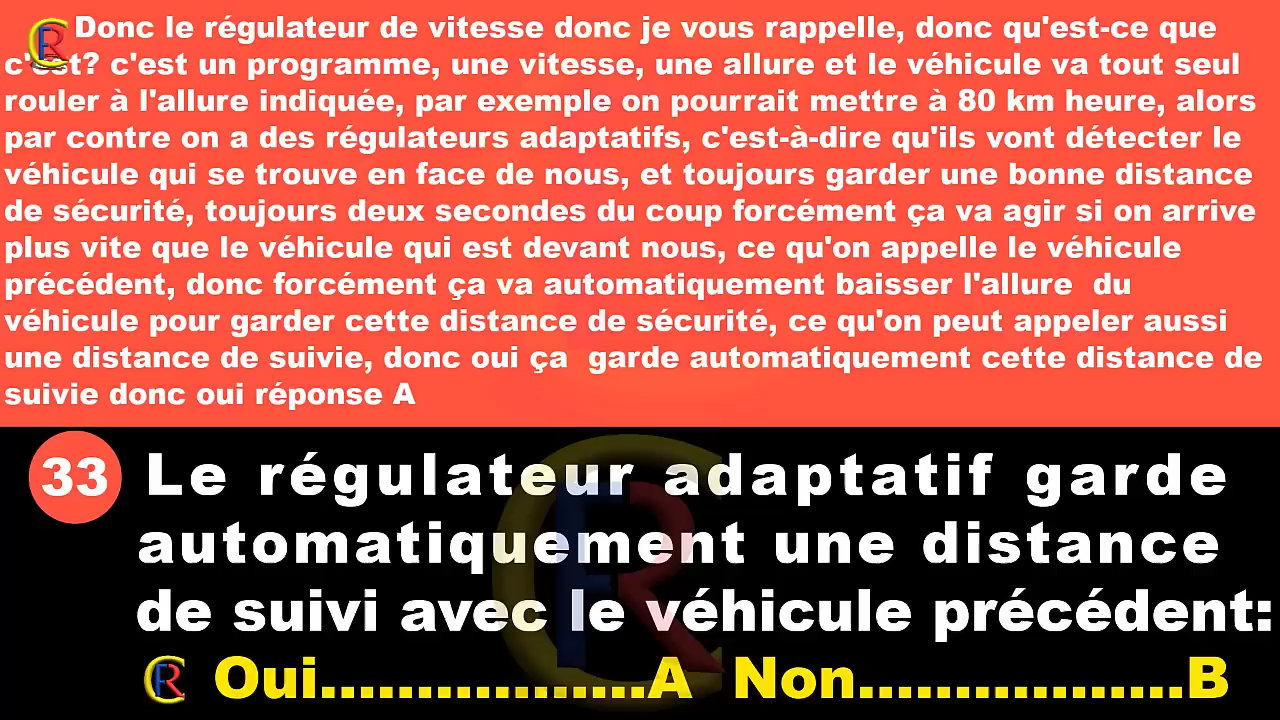 Donc le régulateur de vitesse donc je vous rappelle, donc qu'est-ce que
c'est? c'est un programme, une vitesse, une allure et le véhicule va tout seul
rouler à l'allure indiquée, par exemple on pourrait mettre à 80 km heure, alors
par contre on a des régulateurs adaptatifs, c'est-à-dire qu'ils vont détecter le
véhicule qui se trouve en face de nous, et toujours garder une bonne distance
de sécurité, toujours deux secondes du coup forcément ça va agir si on arrive
plus vite que le véhicule qui est devant nous, ce qu'on appelle le véhicule
précédent, donc forcément ça va automatiquement baisser l'allure  du
véhicule pour garder cette distance de sécurité, ce qu'on peut appeler aussi
une distance de suivie, donc oui ça  garde automatiquement cette distance de
suivie donc oui réponse A
33 Le régulateur adaptatif garde
automatiquement une distance
de suivi avec le véhicule précédent:
Oui.................A Non.................B